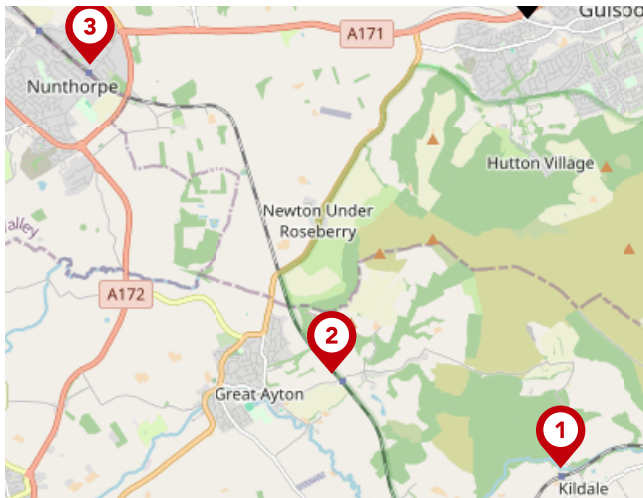 3
A171
Nunthorpe
Hutton Village
Newton Under
Roseberry
A172
2
Great Ayton
1
Kildale